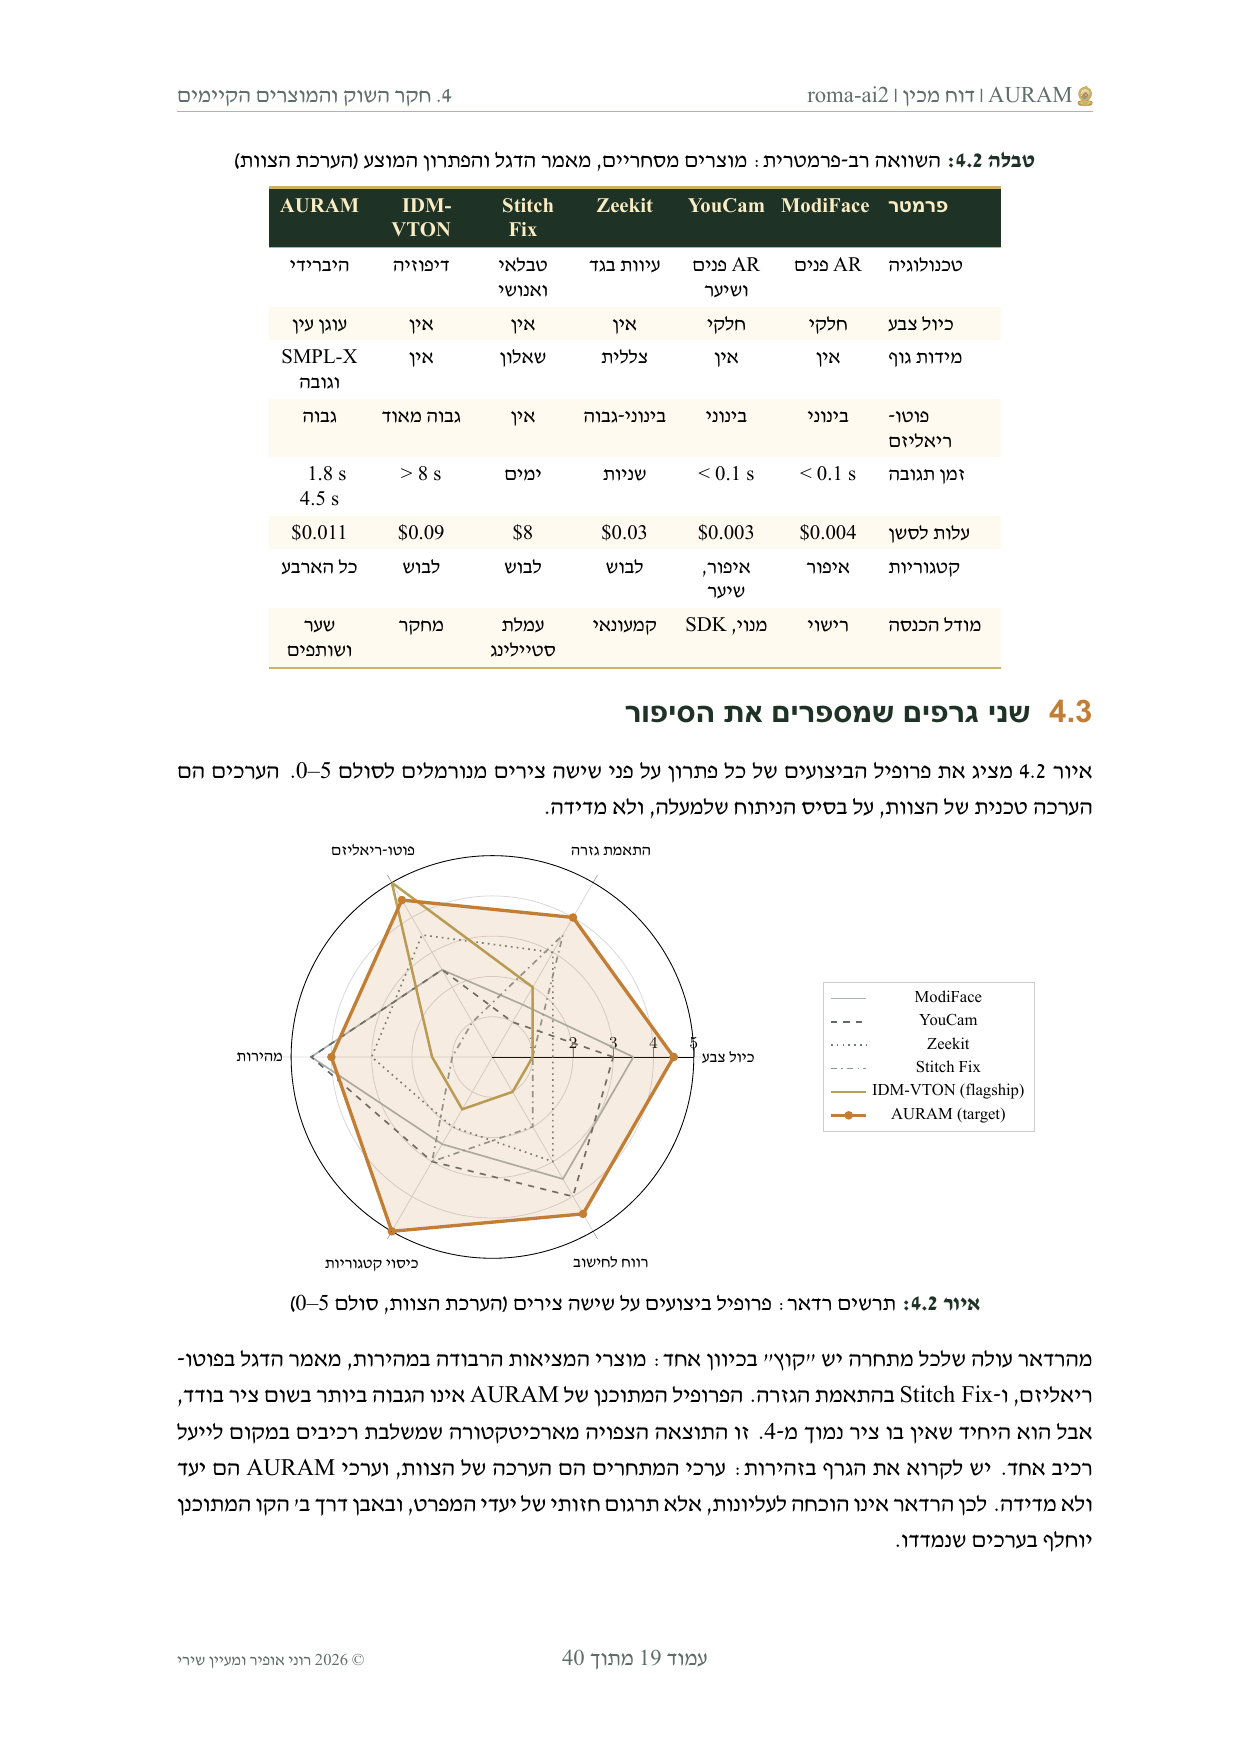 AURAM | דוח מכין | roma-ai2
4. חקר השוק והמוצרים הקיימים
טבלה 4.2: השוואה רב-פרמטרית: מוצרים מסחריים, מאמר הדגל והפתרון המוצע (הערכת הצוות)
פרמטר ModiFace YouCam Zeekit Stitch Fix IDM-VTON AURAM
טכנולוגיה AR פנים AR פנים ושיער עיוות בגד טבלאי ואנושי דיפוזיה היברידי
כיול צבע חלקי חלקי אין אין אין עוגן עין
מידות גוף אין אין צללית שאלון אין SMPL-X וגובה
פוטו-ריאליזם בינוני בינוני בינוני-גבוה אין גבוה מאוד גבוה
זמן תגובה < 0.1 s < 0.1 s שניות ימים > 8 s 1.8 s 4.5 s
עלות לסשן $0.004 $0.003 $0.03 $8 $0.09 $0.011
קטגוריות איפור איפור, שיער לבוש לבוש לבוש כל הארבע
מודל הכנסה רישוי מנוי, SDK קמעונאי עמלת סטיילינג מחקר שער ושותפים
4.3 שני גרפים שמספרים את הסיפור
איור 4.2 מציג את פרופיל הביצועים של כל פתרון על פני שישה צירים מנורמלים לסולם 0–5. הערכים הם
הערכה טכנית של הצוות, על בסיס הניתוח שלמעלה, ולא מדידה.
התאמת גזרה
פוטו-ריאליזם
מהירות
1 2 3 4 5
כיול צבע
כיסוי קטגוריות
רווח לחישוב
ModiFace
YouCam
Zeekit
Stitch Fix
IDM-VTON (flagship)
AURAM (target)
איור 4.2: תרשים רדאר: פרופיל ביצועים על שישה צירים (הערכת הצוות, סולם 0–5)
מהרדאר עולה שלכל מתחרה יש ״קוץ״ בכיוון אחד: מוצרי המציאות הרבודה במהירות, מאמר הדגל בפוטו-
ריאליזם, ו-Stitch Fix בהתאמת הגזרה. הפרופיל המתוכנן של AURAM אינו הגבוה ביותר בשום ציר בודד,
אבל הוא היחיד שאין בו ציר נמוך מ-4. זו התוצאה הצפויה מארכיטקטורה שמשלבת רכיבים במקום לייעל
רכיב אחד. יש לקרוא את הגרף בזהירות: ערכי המתחרים הם הערכה של הצוות, וערכי AURAM הם יעד
ולא מדידה. לכן הרדאר אינו הוכחה לעליונות, אלא תרגום חזותי של יעדי המפרט, ובאבן דרך ב׳ הקו המתוכנן
יוחלף בערכים שנמדדו.
עמוד 19 מתוך 40
© 2026 רוני אופיר ומעיין שירי